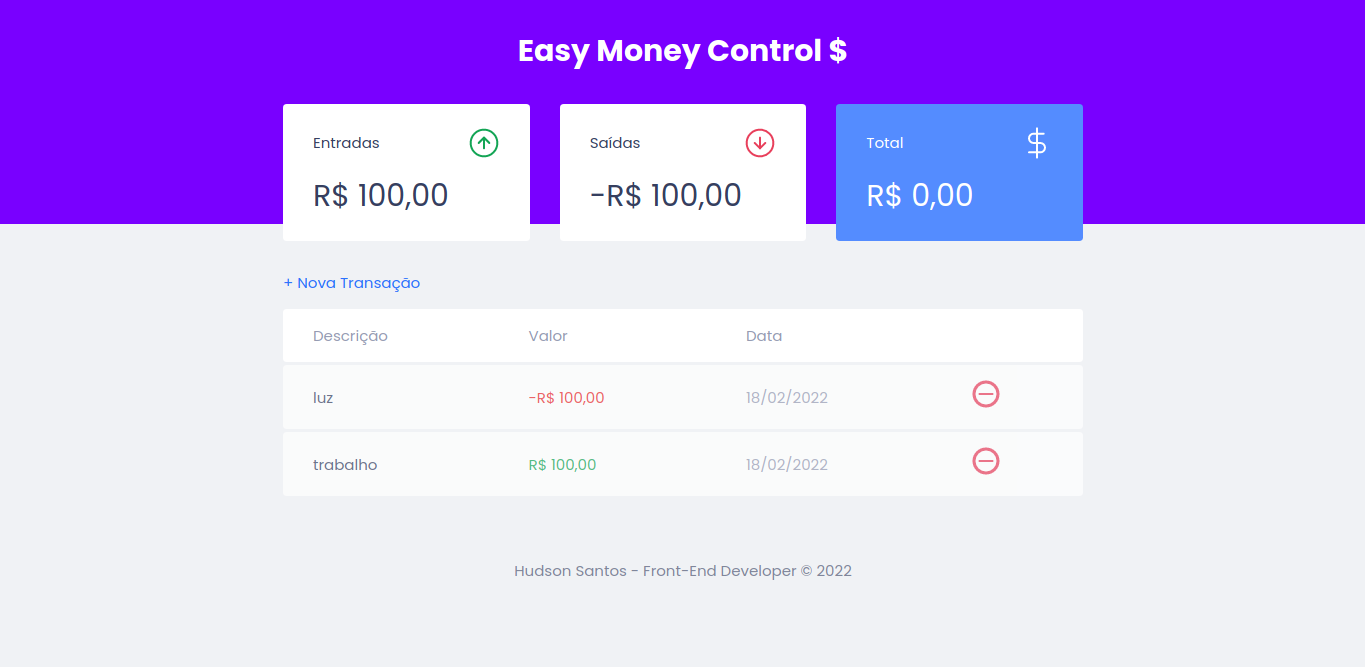 Easy Money Control $
Entradas
R$ 100,00
Saídas
-R$ 100,00
Total
$
R$ 0,00
+ Nova Transação
Descrição Valor Data
luz -R$ 100,00 18/02/2022
trabalho R$ 100,00 18/02/2022
Hudson Santos - Front-End Developer © 2022